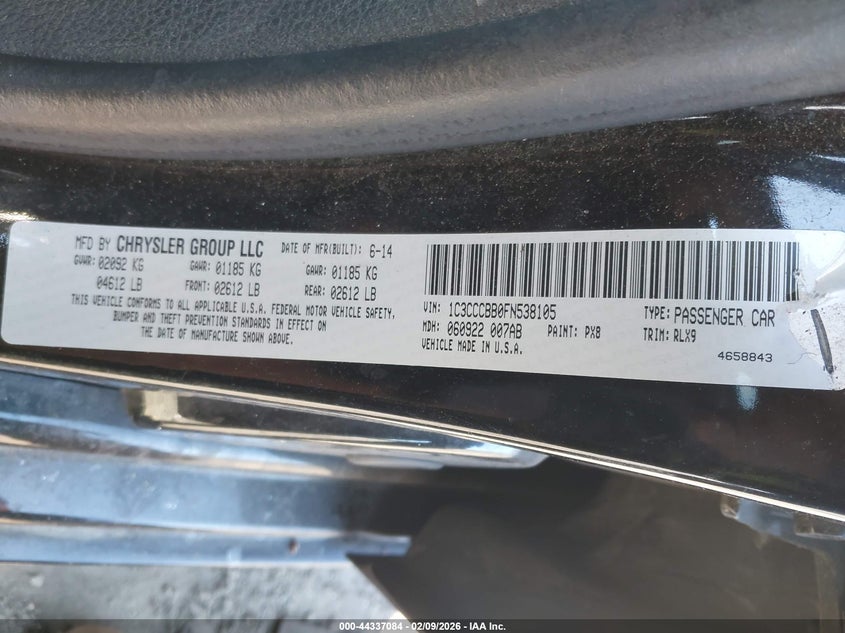 MFD BY CHRYSLER GROUP LLC DATE OF MFR(BUILT): 6-14
GVWR: 02092 KG GAWR: 01185 KG GAWR: 01185 KG
04612 LB FRONT: 02612 LB REAR: 02612 LB
THIS VEHICLE CONFORMS TO ALL APPLICABLE U.S.A. FEDERAL MOTOR VEHICLE SAFETY,
BUMPER AND THEFT PREVENTION STANDARDS IN EFFECT ON
THE DATE OF MANUFACTURE SHOWN ABOVE.
VIN: 1C3CCCBB0FN538105 TYPE: PASSENGER CAR
MDH: 060922 007AB PAINT: PX8 TRIM: RLX9
VEHICLE MADE IN U.S.A.
4658843
000-44337084 - 02/09/2026 - IAA Inc.